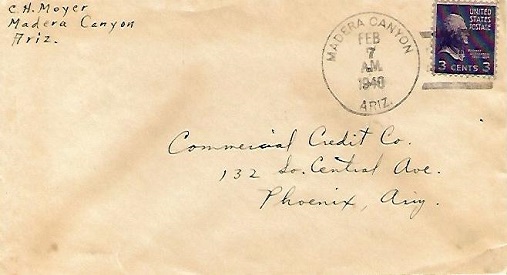 C.H. Moyer
Madera Canyon
Ariz.
MADERA CANYON
FEB
7
A.M.
1940
ARIZ.
UNITED
STATES
POSTAGE
3 CENTS 3
Commercial Credit Co.
132 So. Central Ave.
Phoenix, Ariz.